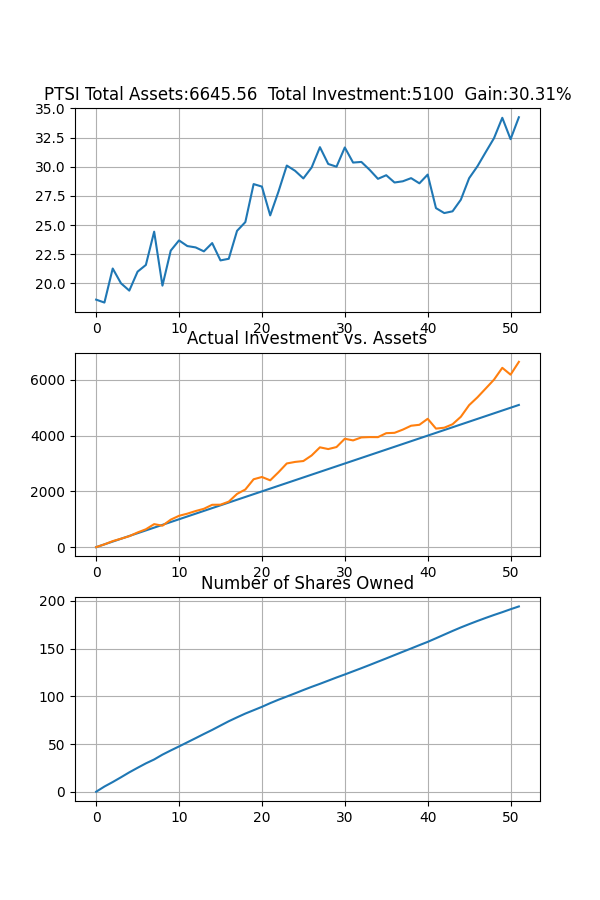 PTSI Total Assets:6645.56  Total Investment:5100  Gain:30.31%
35.0
32.5
30.0
27.5
25.0
22.5
20.0
0 10 20 30 40 50
Actual Investment vs. Assets
6000
4000
2000
0
0 10 20 30 40 50
Number of Shares Owned
200
150
100
50
0
0 10 20 30 40 50